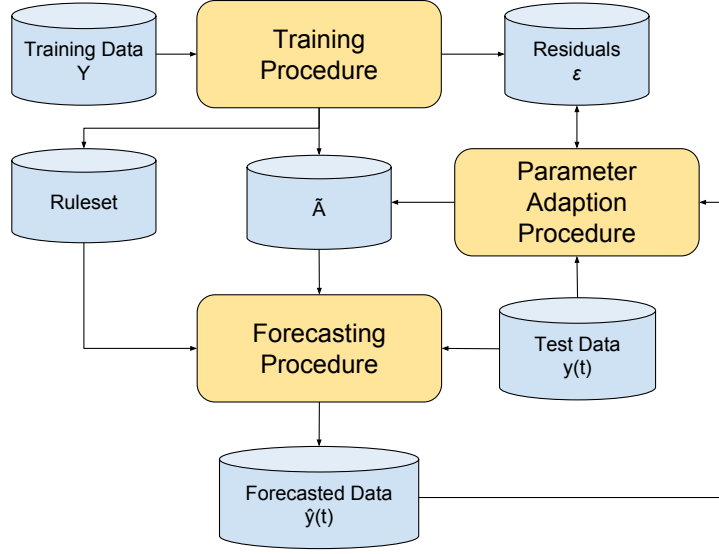 Training Data
Y
Training
Procedure
Residuals
ε
Ruleset
Ã
Parameter
Adaption
Procedure
Forecasting
Procedure
Test Data
y(t)
Forecasted Data
ŷ(t)